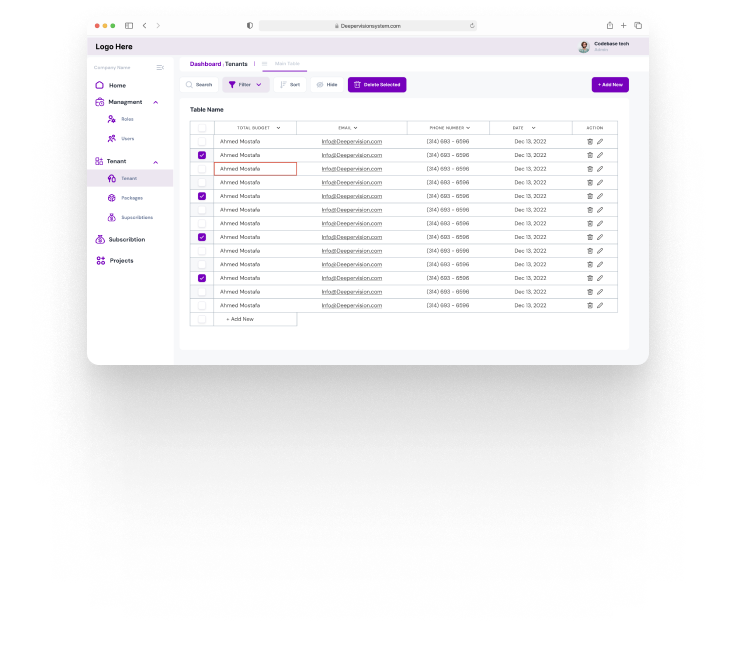 Deepervisionsystem.com
Logo Here
Codebase tech
Admin
Company Name
Dashboard / Tenants | Main Table
Home
Search Filter Sort Hide Delete Selected + Add New
Managment
Table Name
Roles
TOTAL BUDGET EMAIL PHONE NUMBER DATE ACTION
Users
Ahmed Mostafa Info@Deepervision.com (314) 693 - 6596 Dec 13, 2022
Ahmed Mostafa Info@Deepervision.com (314) 693 - 6596 Dec 13, 2022
Tenant
Ahmed Mostafa Info@Deepervision.com (314) 693 - 6596 Dec 13, 2022
Tenant
Ahmed Mostafa Info@Deepervision.com (314) 693 - 6596 Dec 13, 2022
Packages
Ahmed Mostafa Info@Deepervision.com (314) 693 - 6596 Dec 13, 2022
Ahmed Mostafa Info@Deepervision.com (314) 693 - 6596 Dec 13, 2022
Supscribtions
Ahmed Mostafa Info@Deepervision.com (314) 693 - 6596 Dec 13, 2022
Subscribtion
Ahmed Mostafa Info@Deepervision.com (314) 693 - 6596 Dec 13, 2022
Ahmed Mostafa Info@Deepervision.com (314) 693 - 6596 Dec 13, 2022
Projects
Ahmed Mostafa Info@Deepervision.com (314) 693 - 6596 Dec 13, 2022
Ahmed Mostafa Info@Deepervision.com (314) 693 - 6596 Dec 13, 2022
Ahmed Mostafa Info@Deepervision.com (314) 693 - 6596 Dec 13, 2022
Ahmed Mostafa Info@Deepervision.com (314) 693 - 6596 Dec 13, 2022
+ Add New